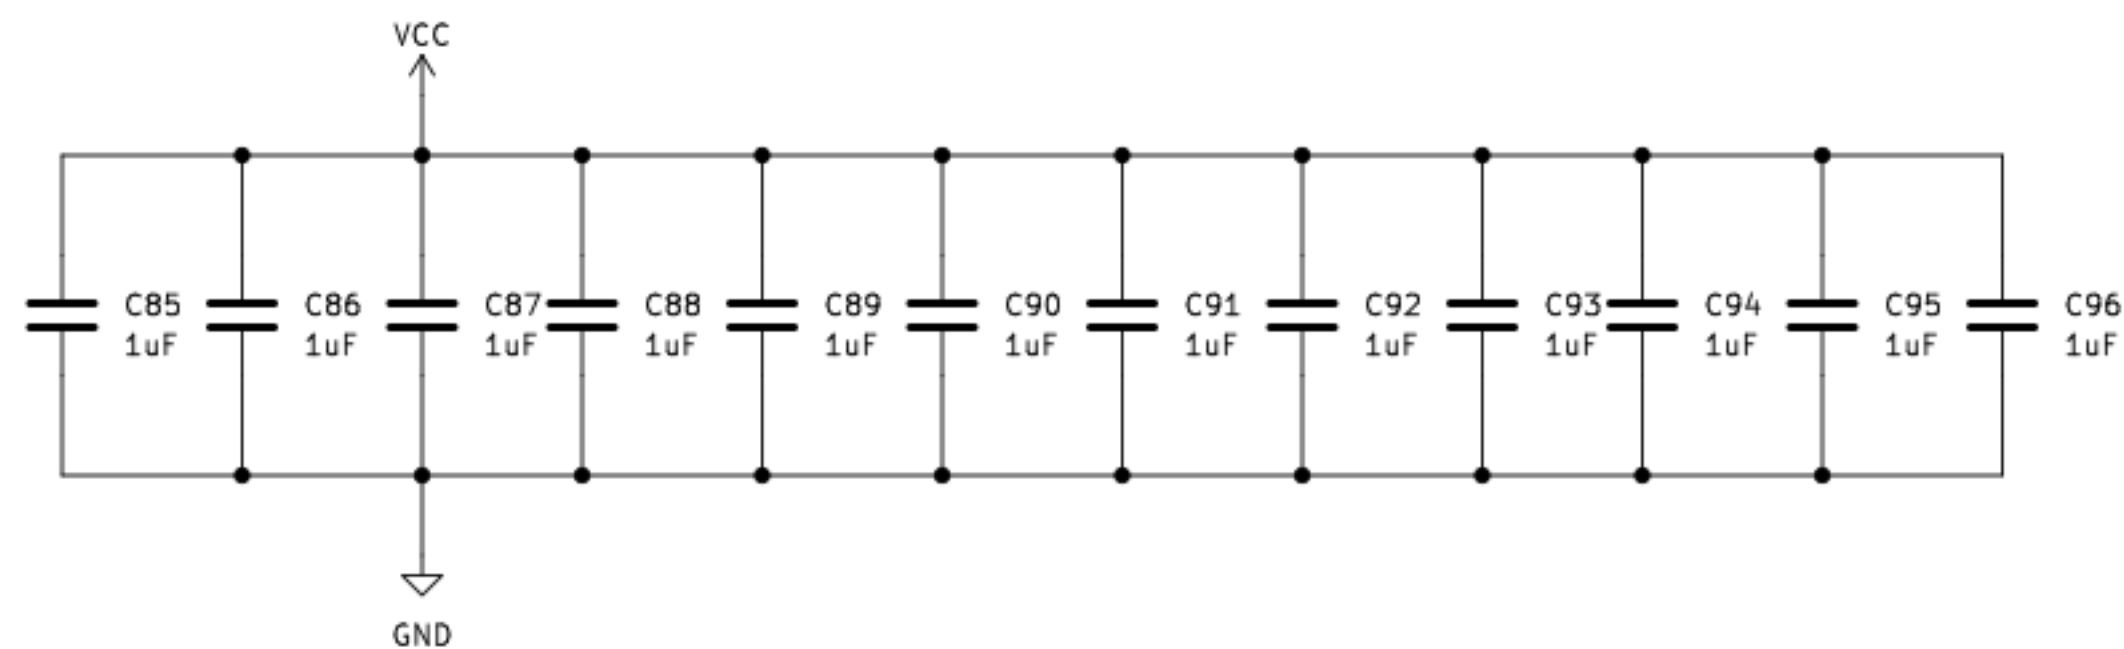 VCC
C85 C86 C87 C88 C89 C90 C91 C92 C93 C94 C95 C96
1uF 1uF 1uF 1uF 1uF 1uF 1uF 1uF 1uF 1uF 1uF 1uF
GND